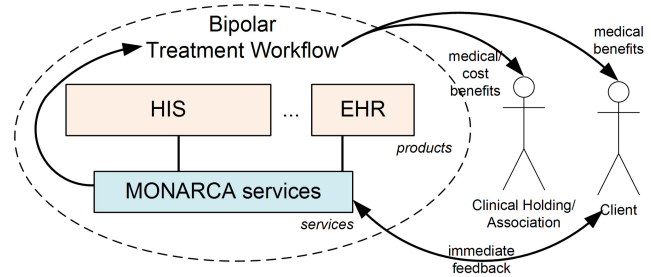 Bipolar
Treatment Workflow
medical/
cost
benefits
medical
benefits
HIS
...
EHR
products
MONARCA services
services
Clinical Holding/
Association
Client
immediate
feedback